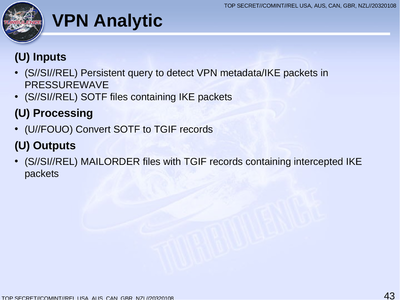 TOP SECRET//COMINT//REL USA, AUS, CAN, GBR, NZL//20320108
VPN Analytic
(U) Inputs
• (S//SI//REL) Persistent query to detect VPN metadata/IKE packets in
PRESSUREWAVE
• (S//SI//REL) SOTF files containing IKE packets
(U) Processing
• (U//FOUO) Convert SOTF to TGIF records
(U) Outputs
• (S//SI//REL) MAILORDER files with TGIF records containing intercepted IKE
packets
TURBULENCE
TOP SECRET//COMINT//REL USA, AUS, CAN, GBR, NZL//20320108
43